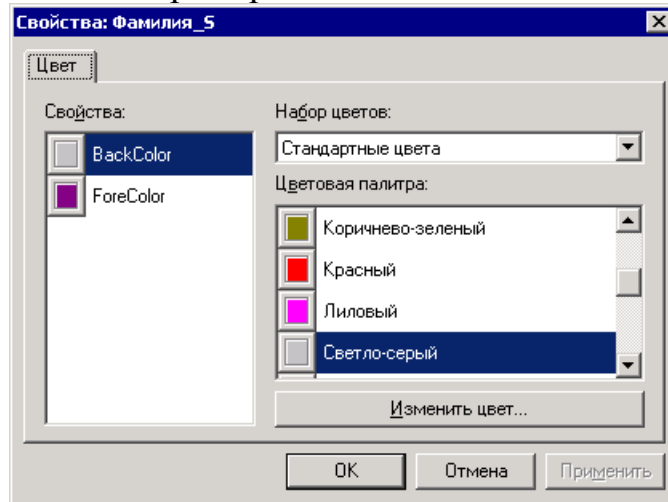 Свойства: Фамилия_S
Цвет
Свойства:
BackColor
ForeColor
Набор цветов:
Стандартные цвета
Цветовая палитра:
Коричнево-зеленый
Красный
Лиловый
Светло-серый
Изменить цвет...
OK
Отмена
Применить